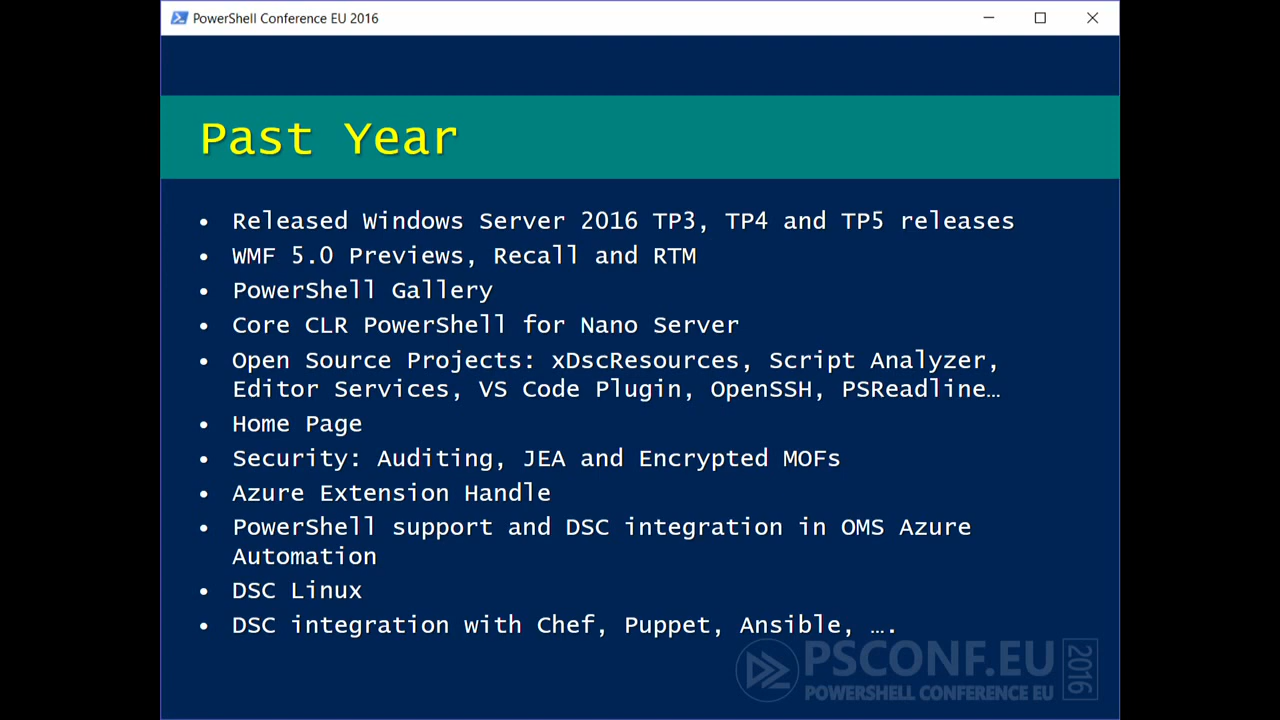 PowerShell Conference EU 2016
Past Year
• Released Windows Server 2016 TP3, TP4 and TP5 releases
• WMF 5.0 Previews, Recall and RTM
• PowerShell Gallery
• Core CLR PowerShell for Nano Server
• Open Source Projects: xDscResources, Script Analyzer,
Editor Services, VS Code Plugin, OpenSSH, PSReadline…
• Home Page
• Security: Auditing, JEA and Encrypted MOFs
• Azure Extension Handle
• PowerShell support and DSC integration in OMS Azure
Automation
• DSC Linux
• DSC integration with Chef, Puppet, Ansible, ….
PSCONF.EU 2016
POWERSHELL CONFERENCE EU